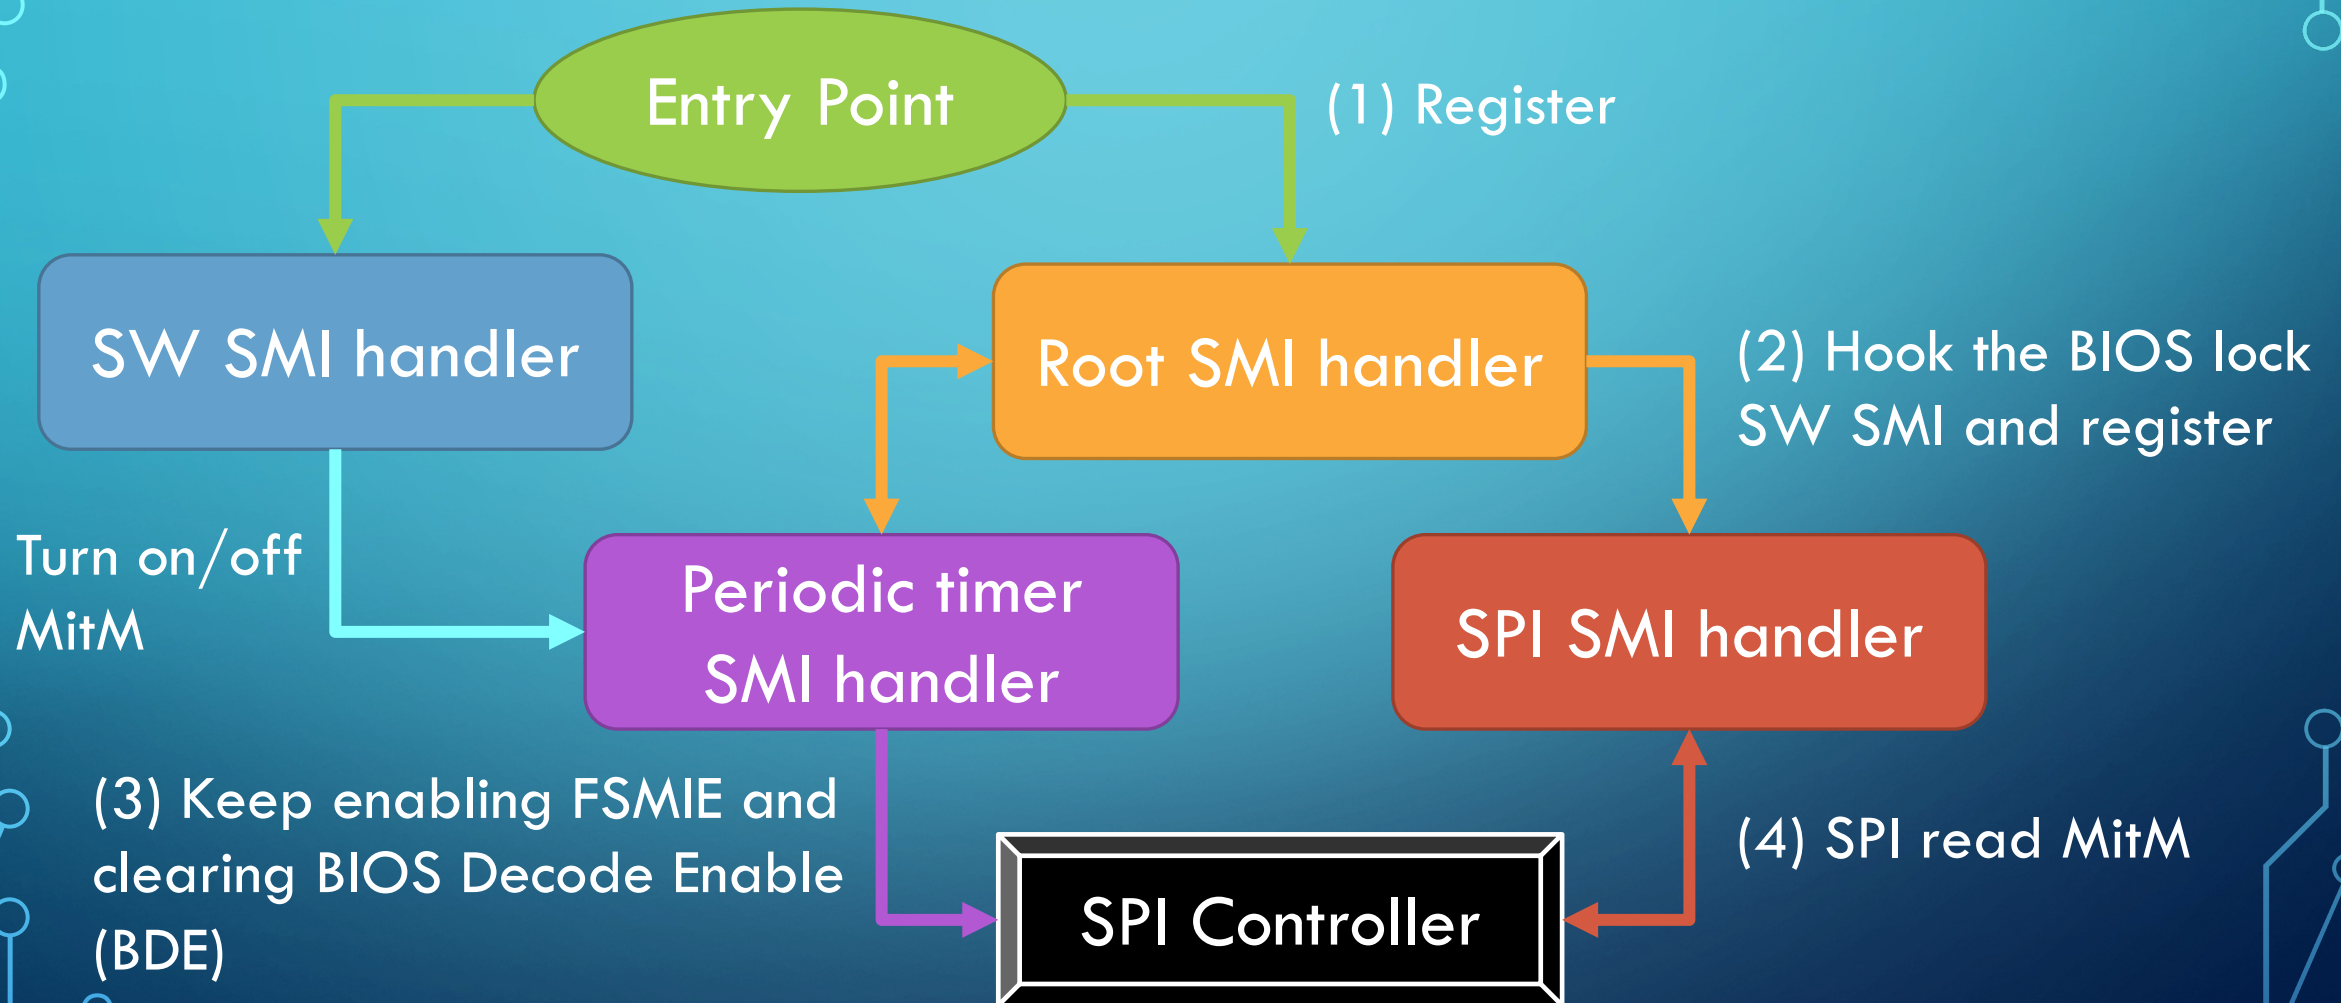 Entry Point
(1) Register
SW SMI handler
Root SMI handler
(2) Hook the BIOS lock
SW SMI and register
Turn on/off
MitM
Periodic timer
SMI handler
SPI SMI handler
(3) Keep enabling FSMIE and
clearing BIOS Decode Enable
(BDE)
SPI Controller
(4) SPI read MitM